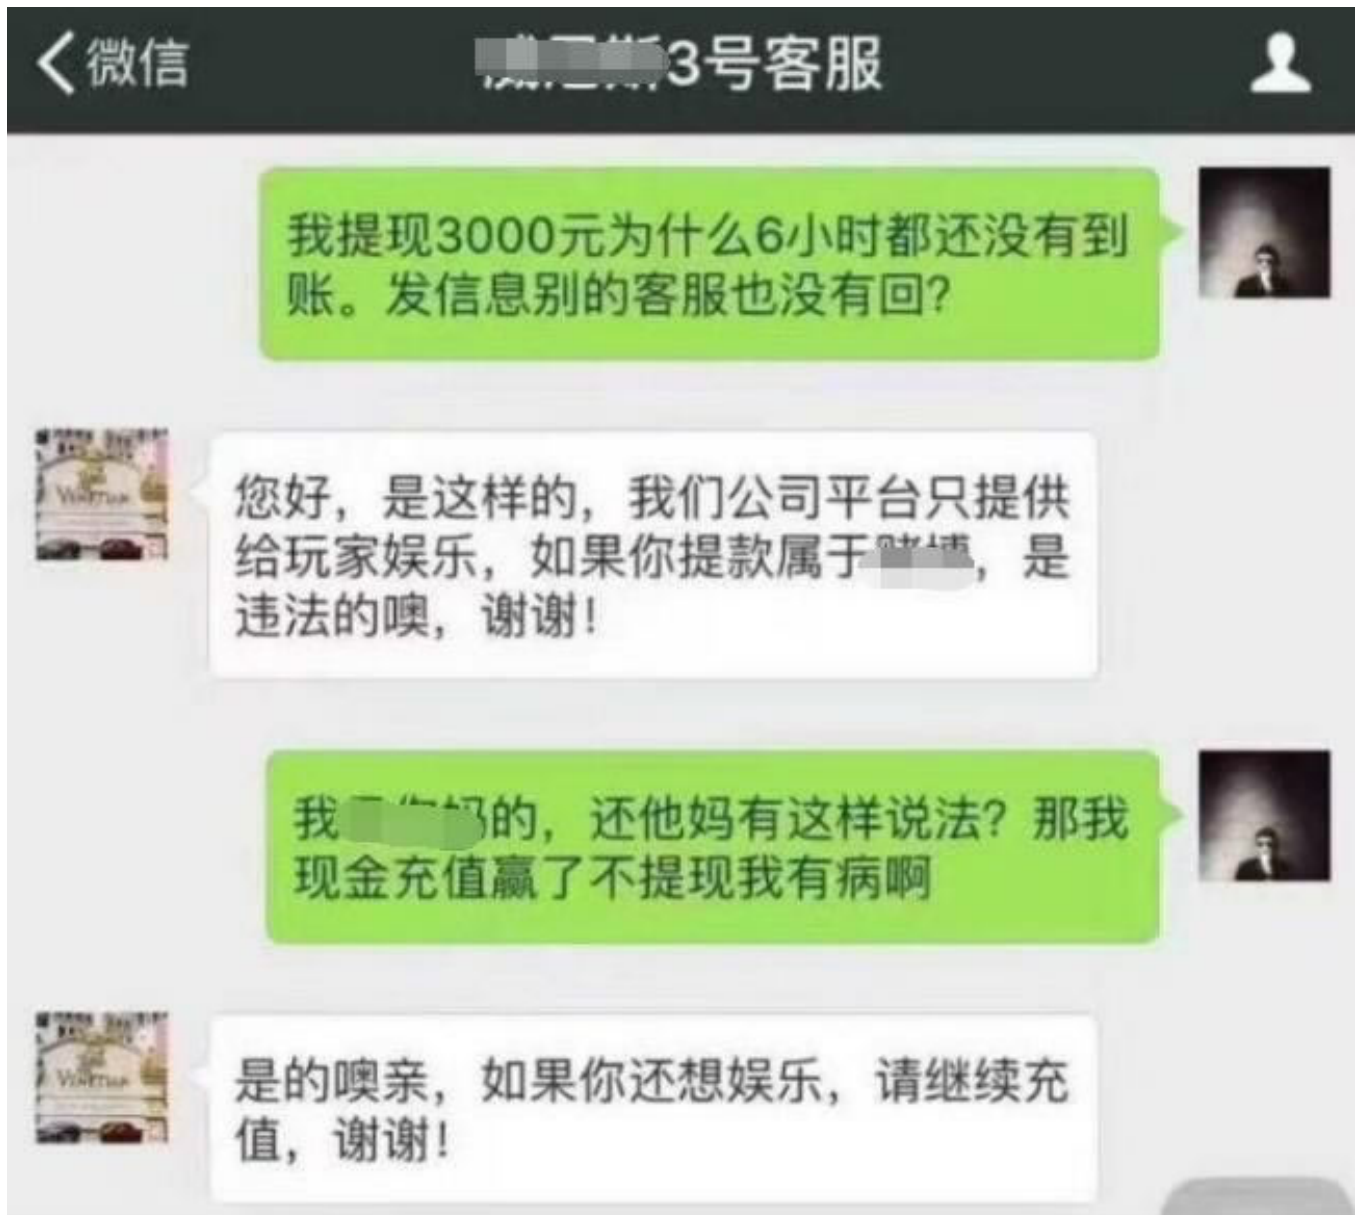 微信
3号客服
我提现3000元为什么6小时都还没有到
账。发信息别的客服也没有回?
您好，是这样的，我们公司平台只提供
给玩家娱乐，如果你提款属于，是
违法的噢，谢谢!
我的，还他妈有这样说法？那我
现金充值赢了不提现我有病啊
是的噢亲，如果你还想娱乐，请继续充
值，谢谢!